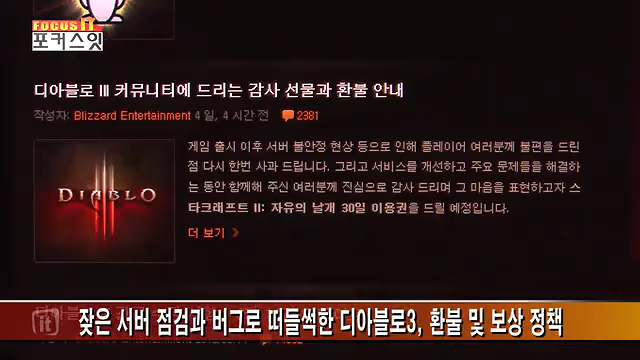 FOCUS IT
포커스잇
디아블로 III 커뮤니티에 드리는 감사 선물과 환불 안내
작성자: Blizzard Entertainment 4 일, 4 시간 전 2381
게임 출시 이후 서버 불안정 현상 등으로 인해 플레이어 여러분께 불편을 드린
점 다시 한번 사과 드립니다. 그리고 서비스를 개선하고 주요 문제들을 해결하
는 동안 함께해 주신 여러분께 진심으로 감사 드리며 그 마음을 표현하고자 스
타크래프트 II: 자유의 날개 30일 이용권을 드릴 예정입니다.
DIABLO
III
더 보기
it
잦은 서버 점검과 버그로 떠들썩한 디아블로3, 환불 및 보상 정책